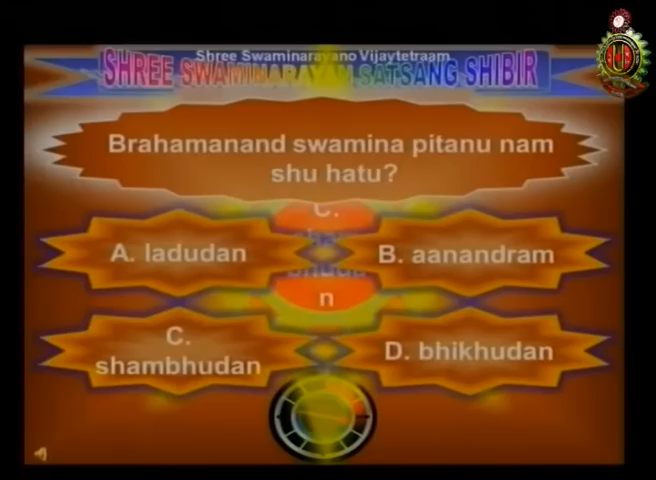 Shree Swaminarayano Vijaytetraam
SHREE SWAMINARAYAN SATSANG SHIBIR
Brahamanand swamina pitanu nam
shu hatu?
C.
A. ladudan
B. aanandram
n
C.
shambhudan
D. bhikhudan